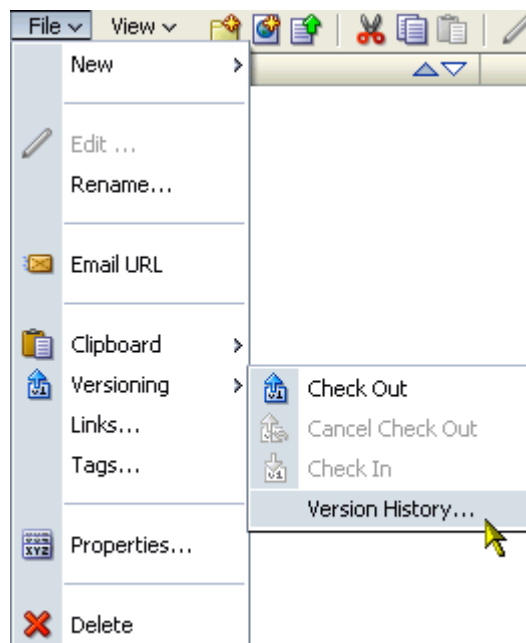 File View
New
Edit ...
Rename...
Email URL
Clipboard
Versioning
Links...
Tags...
Properties...
Delete
Check Out
Cancel Check Out
Check In
Version History...